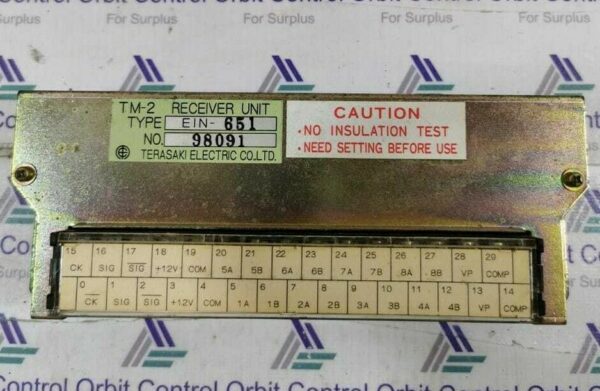 Orbit Control Orbit Control Orbit Control
For Surplus For Surplus
TM-2 RECEIVER UNIT
TYPE EIN-651
NO. 98091
TERASAKI ELECTRIC CO., LTD.
CAUTION
・NO INSULATION TEST
・NEED SETTING BEFORE USE
15 16 17 18 19 20 21 22 23 24 25 26 27 28 29
CK SIG SIG +12V COM 5A 5B 6A 6B 7A 7B 8A 8B VP COMP
0 1 2 3 4 5 6 7 8 9 10 11 12 13 14
CK SIG SIG +12V COM 1A 1B 2A 2B 3A 3B 4A 4B VP COMP
Control Orbit Control Orbit Control Orbit Control